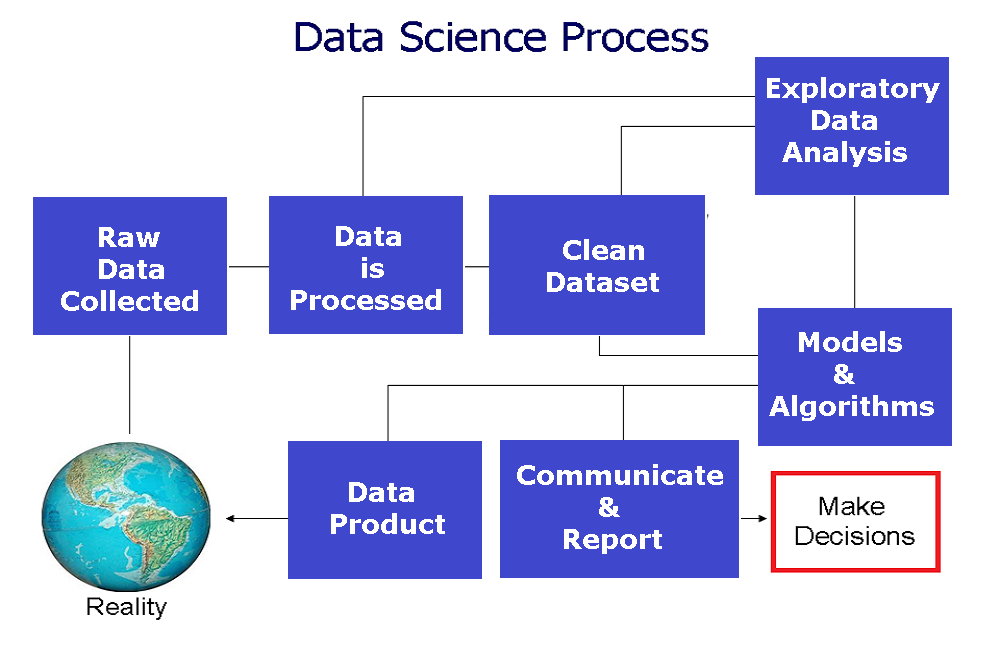 Data Science Process
Exploratory
Data
Analysis
Raw
Data
Collected
Data
is
Processed
Clean
Dataset
Models
&
Algorithms
Data
Product
Communicate
&
Report
Make
Decisions
Reality